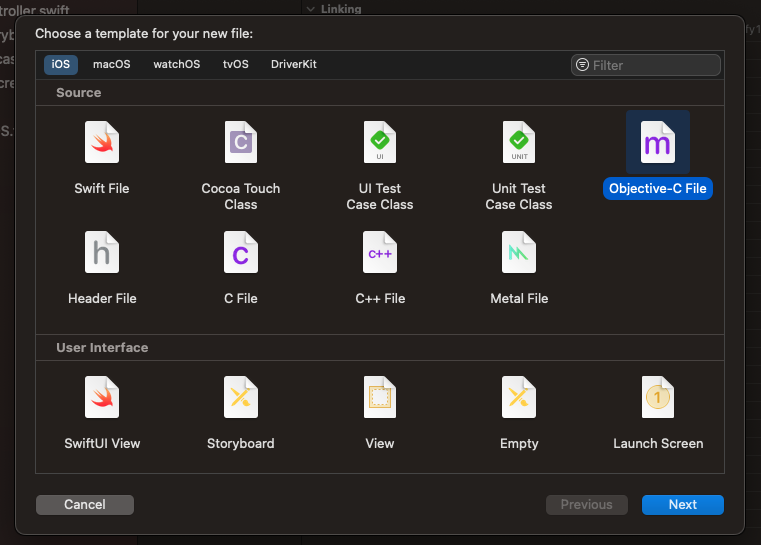 troller.swift
Linking
Choose a template for your new file:
iOS macOS watchOS tvOS DriverKit
Filter
Source
C
UI
UNIT
m
Swift File
Cocoa Touch
Class
UI Test
Case Class
Unit Test
Case Class
Objective-C File
h
C
C++
Header File
C File
C++ File
Metal File
User Interface
1
SwiftUI View
Storyboard
View
Empty
Launch Screen
Cancel
Previous
Next